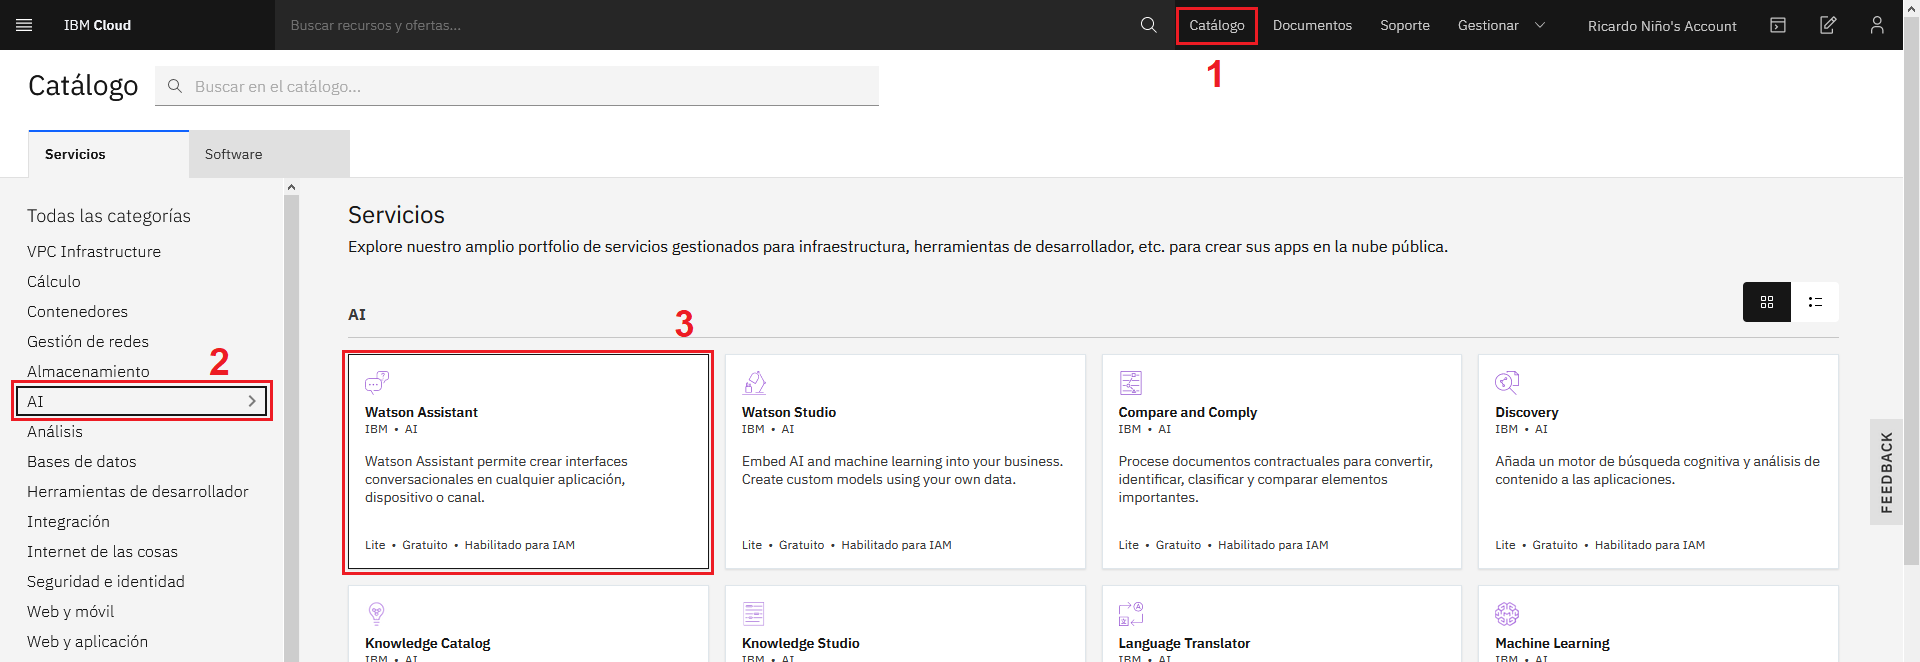 IBM Cloud
Buscar recursos y ofertas...
Catálogo
Documentos
Soporte
Gestionar
Ricardo Niño's Account
1
Catálogo
Buscar en el catálogo...
Servicios
Software
Todas las categorías
VPC Infrastructure
Cálculo
Contenedores
Gestión de redes
Almacenamiento
2
AI
Análisis
Bases de datos
Herramientas de desarrollador
Integración
Internet de las cosas
Seguridad e identidad
Web y móvil
Web y aplicación
Servicios
Explore nuestro amplio portfolio de servicios gestionados para infraestructura, herramientas de desarrollador, etc. para crear sus apps en la nube pública.
AI
3
Watson Assistant
IBM • AI
Watson Assistant permite crear interfaces
conversacionales en cualquier aplicación,
dispositivo o canal.
Lite • Gratuito • Habilitado para IAM
Watson Studio
IBM • AI
Embed AI and machine learning into your business.
Create custom models using your own data.
Lite • Gratuito • Habilitado para IAM
Compare and Comply
IBM • AI
Procese documentos contractuales para convertir,
identificar, clasificar y comparar elementos
importantes.
Lite • Gratuito • Habilitado para IAM
Discovery
IBM • AI
Añada un motor de búsqueda cognitiva y análisis de
contenido a las aplicaciones.
Lite • Gratuito • Habilitado para IAM
Knowledge Catalog
IBM • AI
Knowledge Studio
IBM • AI
Language Translator
IBM • AI
Machine Learning
IBM • AI
FEEDBACK